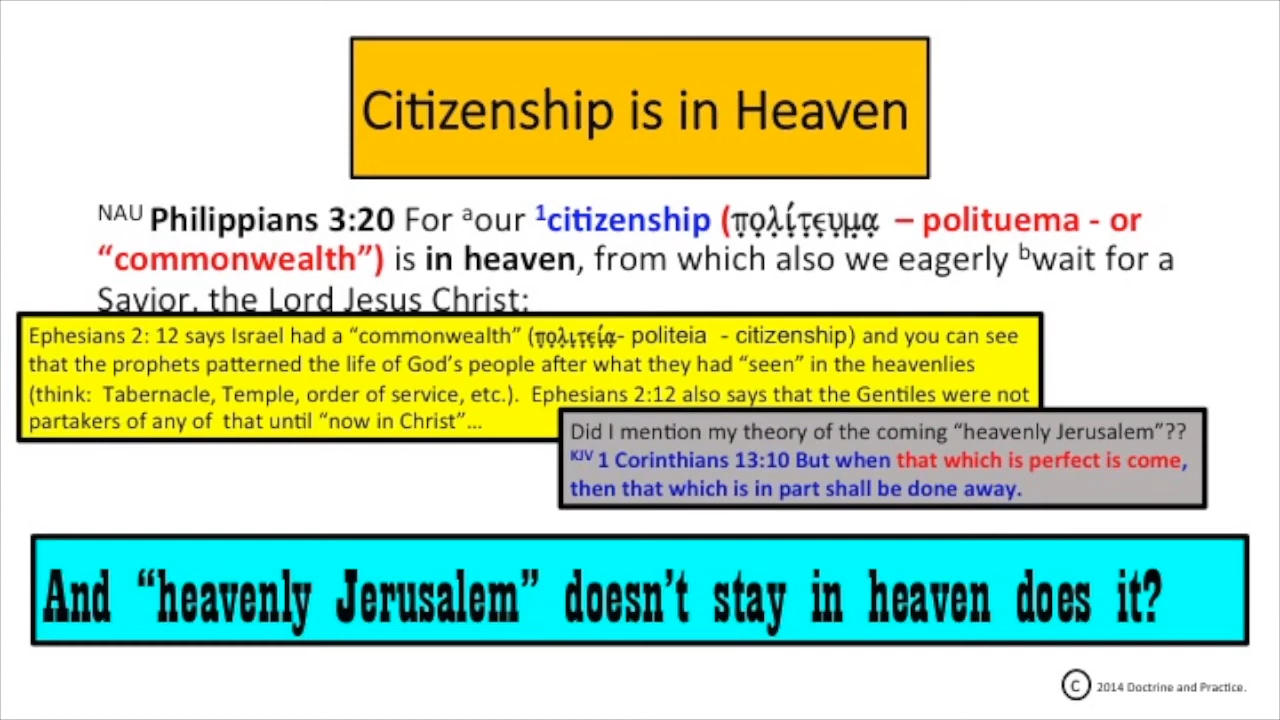 Citizenship is in Heaven
NAU Philippians 3:20 For aour 1citizenship (πολίτευμα – polituema - or
“commonwealth”) is in heaven, from which also we eagerly bwait for a
Savior, the Lord Jesus Christ;
Ephesians 2: 12 says Israel had a “commonwealth” (πολιτεία- politeia - citizenship) and you can see
that the prophets patterned the life of God’s people after what they had “seen” in the heavenlies
(think: Tabernacle, Temple, order of service, etc.). Ephesians 2:12 also says that the Gentiles were not
partakers of any of that until “now in Christ”...
Did I mention my theory of the coming “heavenly Jerusalem”??
KJV 1 Corinthians 13:10 But when that which is perfect is come,
then that which is in part shall be done away.
And “heavenly Jerusalem” doesn’t stay in heaven does it?
C 2014 Doctrine and Practice.